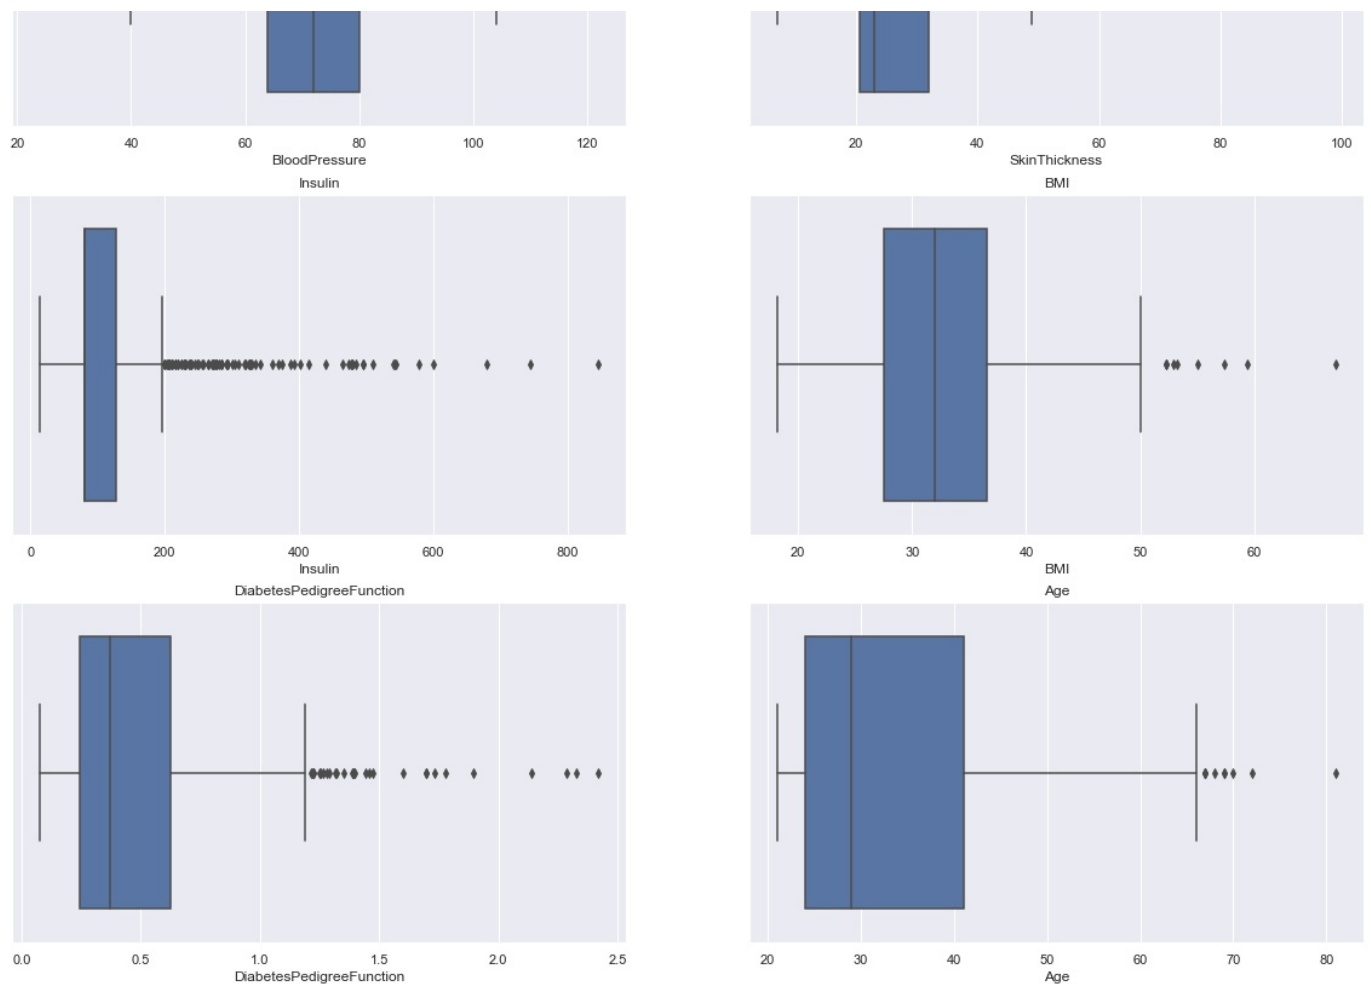 20 40 60 80 100 120
BloodPressure
20 40 60 80 100
SkinThickness
Insulin
0 200 400 600 800
Insulin
BMI
20 30 40 50 60
BMI
DiabetesPedigreeFunction
0.0 0.5 1.0 1.5 2.0 2.5
DiabetesPedigreeFunction
Age
20 30 40 50 60 70 80
Age